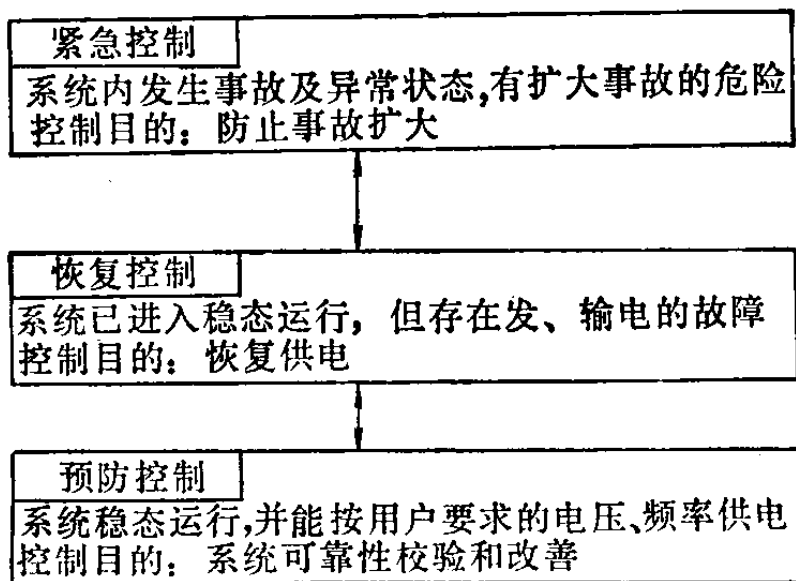 紧急控制
系统内发生事故及异常状态,有扩大事故的危险
控制目的：防止事故扩大
恢复控制
系统已进入稳态运行，但存在发、输电的故障
控制目的：恢复供电
预防控制
系统稳态运行,并能按用户要求的电压、频率供电
控制目的：系统可靠性校验和改善